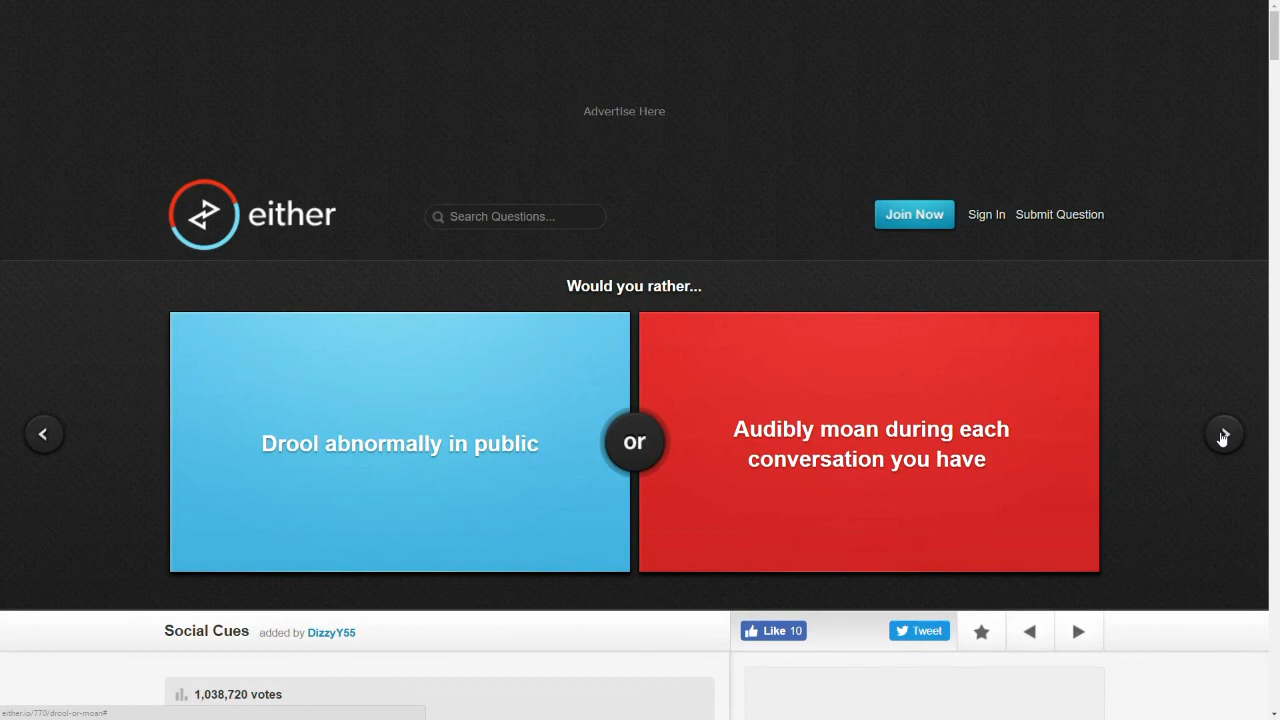 Advertise Here
either
Search Questions...
Join Now
Sign In
Submit Question
Would you rather...
Drool abnormally in public
or
Audibly moan during each
conversation you have
Social Cues added by DizzyY55
Like 10
Tweet
1,038,720 votes
either.io/770/drool-or-moan#